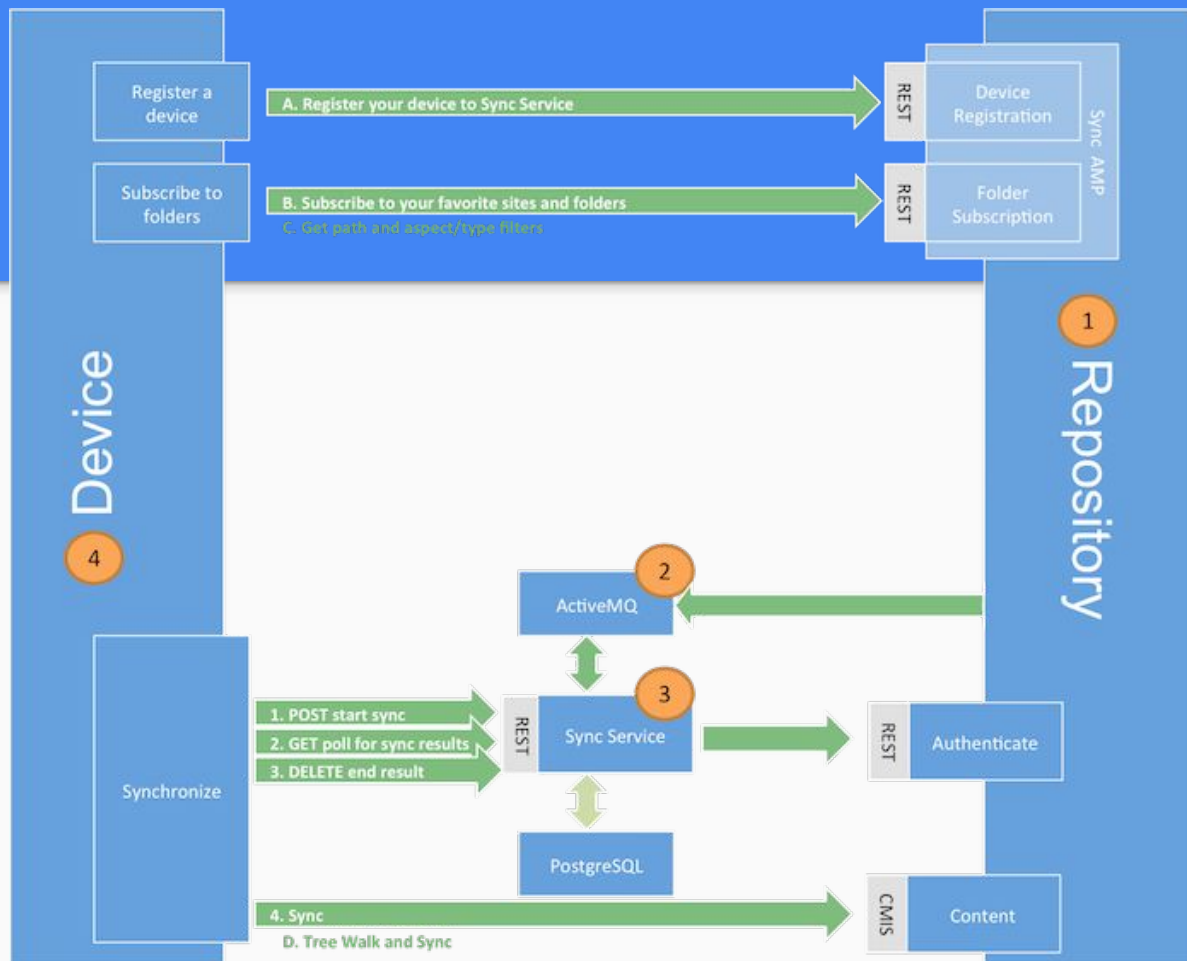 Register a
device
A. Register your device to Sync Service
REST
Device
Registration
Sync AMP
Subscribe to
folders
B. Subscribe to your favorite sites and folders
C. Get path and aspect/type filters
REST
Folder
Subscription
1
Device
Repository
4
2
ActiveMQ
3
1. POST start sync
2. GET poll for sync results
3. DELETE end result
REST
Sync Service
REST
Authenticate
Synchronize
PostgreSQL
4. Sync
D. Tree Walk and Sync
CMIS
Content